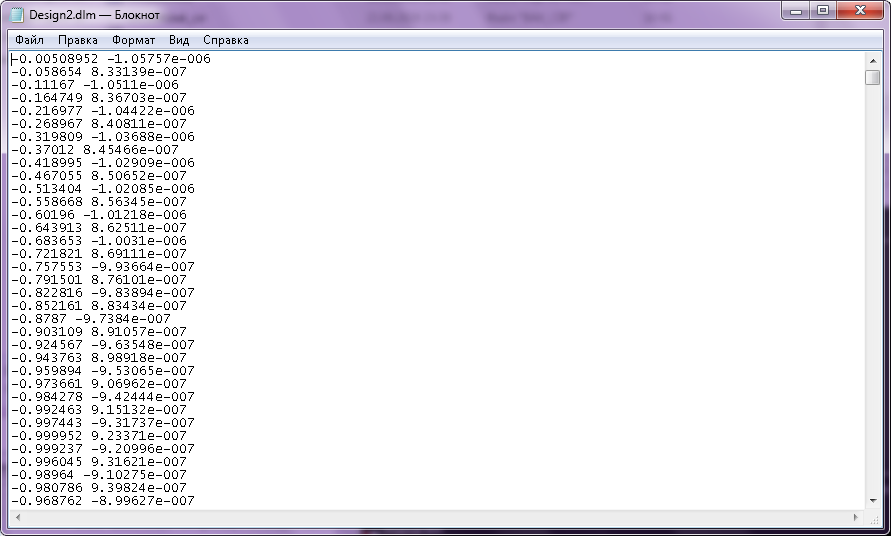 Design2.dlm — Блокнот
Файл Правка Формат Вид Справка
-0.00508952 -1.05757e-006
-0.058654 8.33139e-007
-0.11167 -1.0511e-006
-0.164749 8.36703e-007
-0.216977 -1.04422e-006
-0.268967 8.40811e-007
-0.319809 -1.03688e-006
-0.37012 8.45466e-007
-0.418995 -1.02909e-006
-0.467055 8.50652e-007
-0.513404 -1.02085e-006
-0.558668 8.56345e-007
-0.60196 -1.01218e-006
-0.643913 8.62511e-007
-0.683653 -1.0031e-006
-0.721821 8.69111e-007
-0.757553 -9.93664e-007
-0.791501 8.76101e-007
-0.822816 -9.83894e-007
-0.852161 8.83434e-007
-0.8787 -9.7384e-007
-0.903109 8.91057e-007
-0.924567 -9.63548e-007
-0.943763 8.98918e-007
-0.959894 -9.53065e-007
-0.973661 9.06962e-007
-0.984278 -9.42444e-007
-0.992463 9.15132e-007
-0.997443 -9.31737e-007
-0.999952 9.23371e-007
-0.999237 -9.20996e-007
-0.996045 9.31621e-007
-0.98964 -9.10275e-007
-0.980786 9.39824e-007
-0.968762 -8.99627e-007